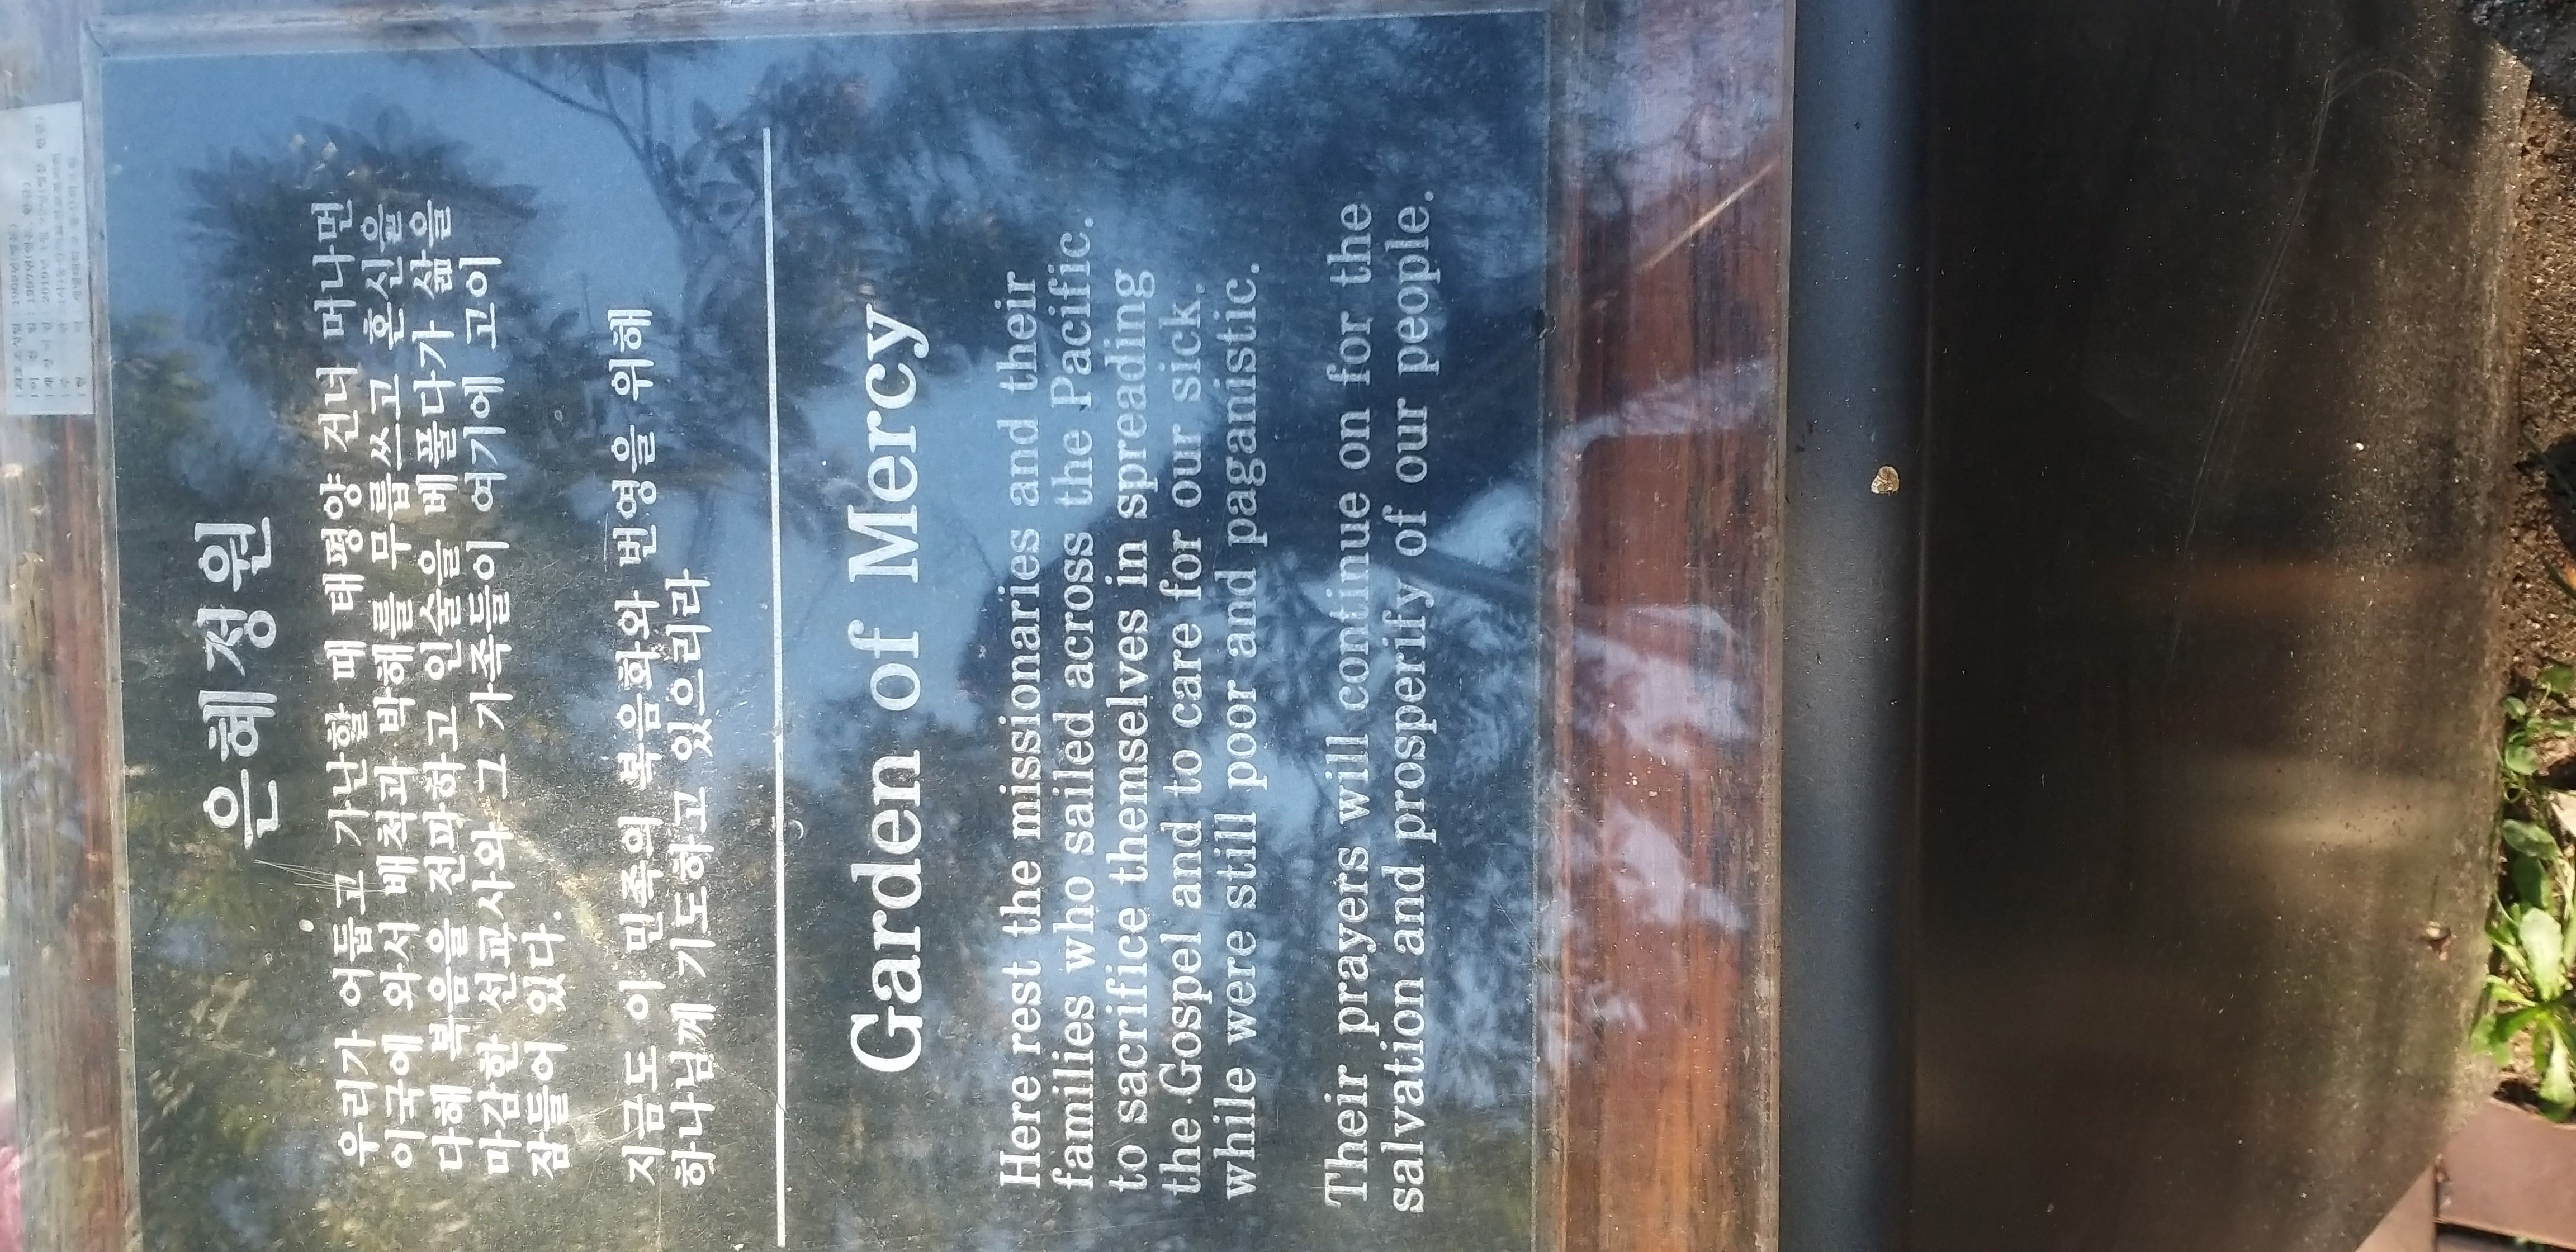 은혜정원
우리가 어둡고 가난할 때 태평양 건너 머나먼
이국에 와서 배척과 박해를 무릅쓰고 혼신을
다해 복음을 전파하고 인술을 베풀다가 삶을
마감한 선교사와 그 가족들이 여기에 고이
잠들어 있다.
지금도 이 민족의 복음화와 번영을 위해
하나님께 기도하고 있으리라
Garden of Mercy
Here rest the missionaries and their
families who sailed across the Pacific.
to sacrifice themselves in spreading
the Gospel and to care for our sick.
while were still poor and paganistic.
Their prayers will continue on for the
salvation and prosperify of our people.